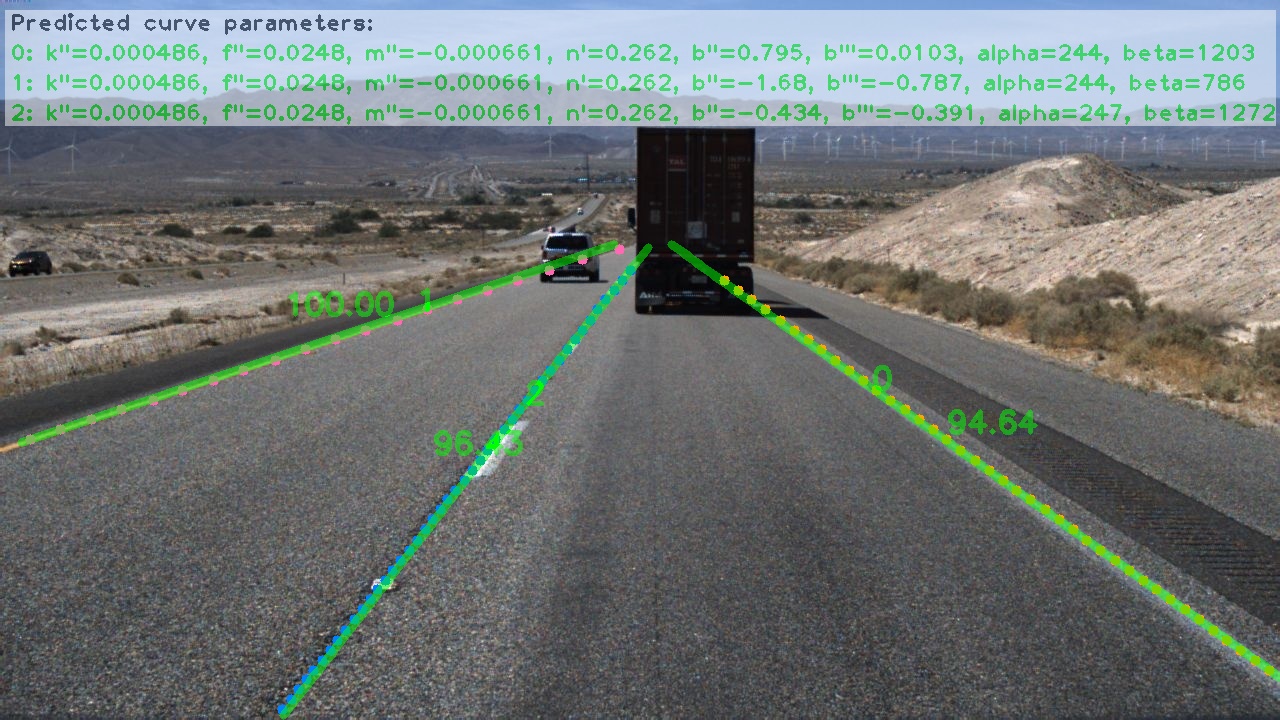 Predicted curve parameters:
0: k''=0.000486, f''=0.0248, m''=-0.000661, n'=0.262, b''=0.795, b'''=0.0103, alpha=244, beta=1203
1: k''=0.000486, f''=0.0248, m''=-0.000661, n'=0.262, b''=-1.68, b'''=-0.787, alpha=244, beta=786
2: k''=0.000486, f''=0.0248, m''=-0.000661, n'=0.262, b''=-0.434, b'''=-0.391, alpha=247, beta=1272
TAL
100.00 1
2
0
94.64